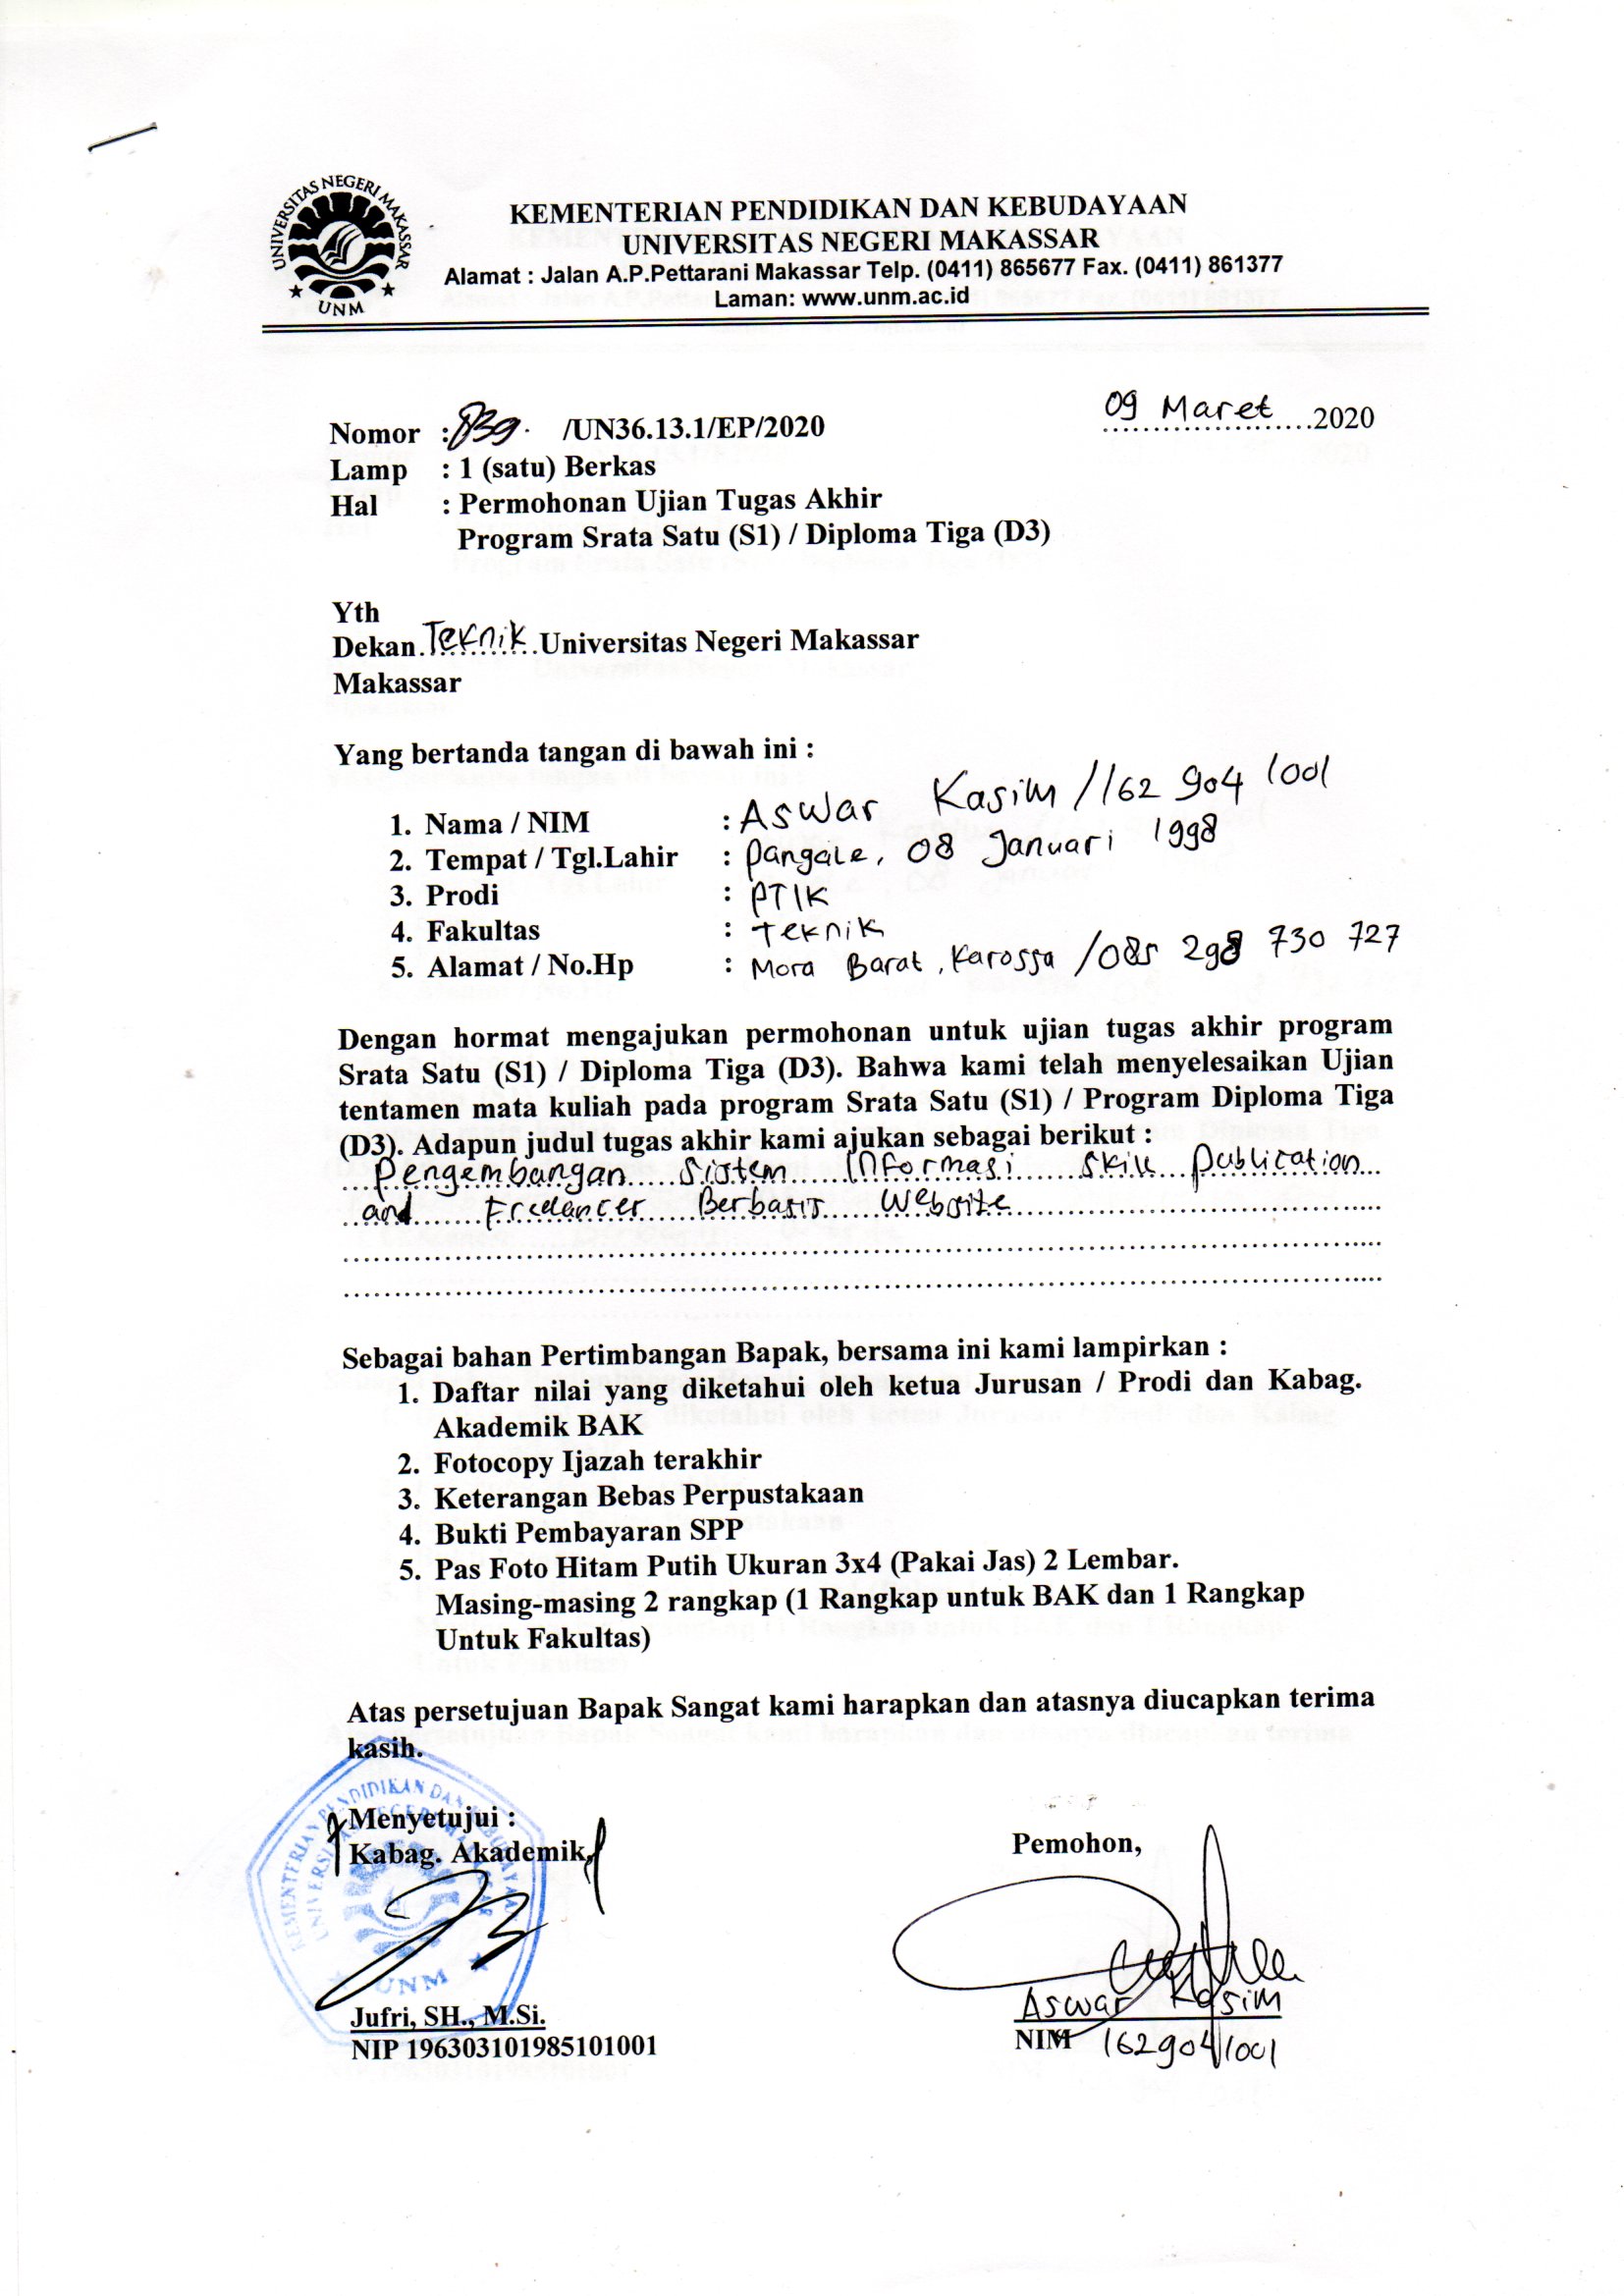 UNIVERSITAS NEGERI MAKASSAR
UNM
KEMENTERIAN PENDIDIKAN DAN KEBUDAYAAN
UNIVERSITAS NEGERI MAKASSAR
Alamat : Jalan A.P.Pettarani Makassar Telp. (0411) 865677 Fax. (0411) 861377
Laman: www.unm.ac.id
09 Maret 2020
Nomor : 839. /UN36.13.1/EP/2020
Lamp : 1 (satu) Berkas
Hal : Permohonan Ujian Tugas Akhir
Program Srata Satu (S1) / Diploma Tiga (D3)
Yth
Dekan Teknik Universitas Negeri Makassar
Makassar
Yang bertanda tangan di bawah ini :
1. Nama / NIM : Aswar Kasim / 162 904 1001
2. Tempat / Tgl.Lahir : Pangale, 08 Januari 1998
3. Prodi : PTIK
4. Fakultas : Teknik
5. Alamat / No.Hp : Mora Barat, Karossa / 085 298 730 727
Dengan hormat mengajukan permohonan untuk ujian tugas akhir program
Srata Satu (S1) / Diploma Tiga (D3). Bahwa kami telah menyelesaikan Ujian
tentamen mata kuliah pada program Srata Satu (S1) / Program Diploma Tiga
(D3). Adapun judul tugas akhir kami ajukan sebagai berikut :
Pengembangan Sistem Informasi Skill Publication
and Freelancer Berbasis Website
Sebagai bahan Pertimbangan Bapak, bersama ini kami lampirkan :
1. Daftar nilai yang diketahui oleh ketua Jurusan / Prodi dan Kabag.
Akademik BAK
2. Fotocopy Ijazah terakhir
3. Keterangan Bebas Perpustakaan
4. Bukti Pembayaran SPP
5. Pas Foto Hitam Putih Ukuran 3x4 (Pakai Jas) 2 Lembar.
Masing-masing 2 rangkap (1 Rangkap untuk BAK dan 1 Rangkap
Untuk Fakultas)
Atas persetujuan Bapak Sangat kami harapkan dan atasnya diucapkan terima
kasih.
Menyetujui :
Kabag. Akademik,
KEMENTERIAN PENDIDIKAN DAN KEBUDAYAAN
UNIVERSITAS NEGERI MAKASSAR
UNM
Jufri, SH., M.Si.
NIP 196303101985101001
Pemohon,
Aswar Kasim
NIM 1629041001